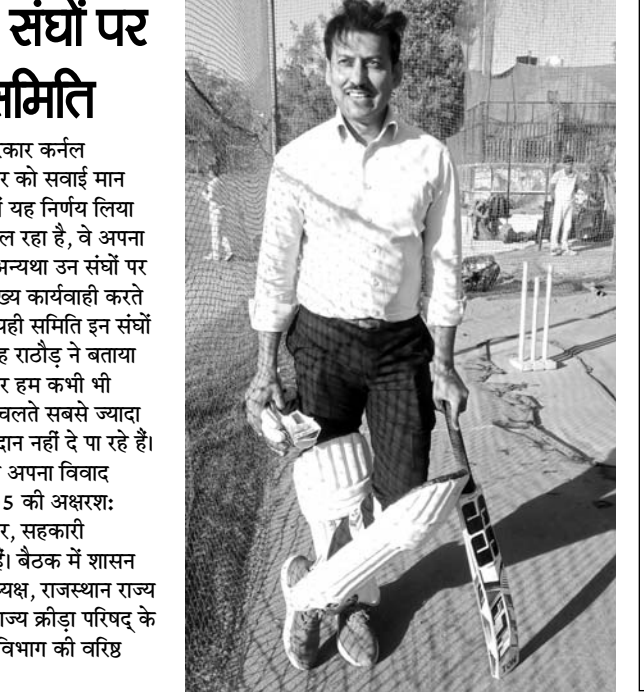 संघों पर
समिति
कार कर्नल
र को सवाई मान
यह निर्णय लिया
ल रहा है, वे अपना
अन्यथा उन संघों पर
ख्य कार्यवाही करते
यही समिति इन संघों
ह राठौड़ ने बताया
र हम कभी भी
चलते सबसे ज्यादा
दान नहीं दे पा रहे हैं।
अपना विवाद
5 की अक्षरश:
र, सहकारी
हैं। बैठक में शासन
यक्ष, राजस्थान राज्य
ाज्य क्रीड़ा परिषद् के
विभाग की वरिष्ठ